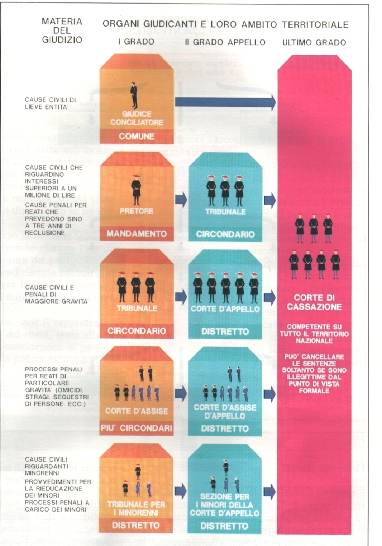 MATERIA
DEL
GIUDIZIO
ORGANI GIUDICANTI E LORO AMBITO TERRITORIALE
I GRADO
II GRADO APPELLO
ULTIMO GRADO
CAUSE CIVILI DI
LIEVE ENTITA'
GIUDICE
CONCILIATORE
COMUNE
CAUSE CIVILI CHE
RIGUARDINO
INTERESSI
SUPERIORI A UN
MILIONE DI LIRE
CAUSE PENALI PER
REATI CHE
PREVEDONO SINO
A TRE ANNI DI
RECLUSIONE
PRETORE
MANDAMENTO
TRIBUNALE
CIRCONDARIO
CAUSE CIVILI E
PENALI DI
MAGGIORE GRAVITÀ
TRIBUNALE
CIRCONDARIO
CORTE D'APPELLO
DISTRETTO
CORTE DI
CASSAZIONE
COMPETENTE SU
TUTTO IL TERRITORIO
NAZIONALE
PUO' CANCELLARE
LE SENTENZE
SOLTANTO SE SONO
ILLEGITTIME DAL
PUNTO DI VISTA
FORMALE
PROCESSI PENALI
PER REATI DI
PARTICOLARE
GRAVITÀ (OMICIDI,
STRAGI, SEQUESTRI
DI PERSONE ECC.)
CORTE D'ASSISE
PIU' CIRCONDARI
CORTE D'ASSISE
D'APPELLO
DISTRETTO
CAUSE CIVILI
RIGUARDANTI
MINORENNI
PROVVEDIMENTI PER
LA RIEDUCAZIONE
DEI MINORI
PROCESSI PENALI A
CARICO DEI MINORI
TRIBUNALE PER
I MINORENNI
DISTRETTO
SEZIONE PER
I MINORI DELLA
CORTE D'APPELLO
DISTRETTO